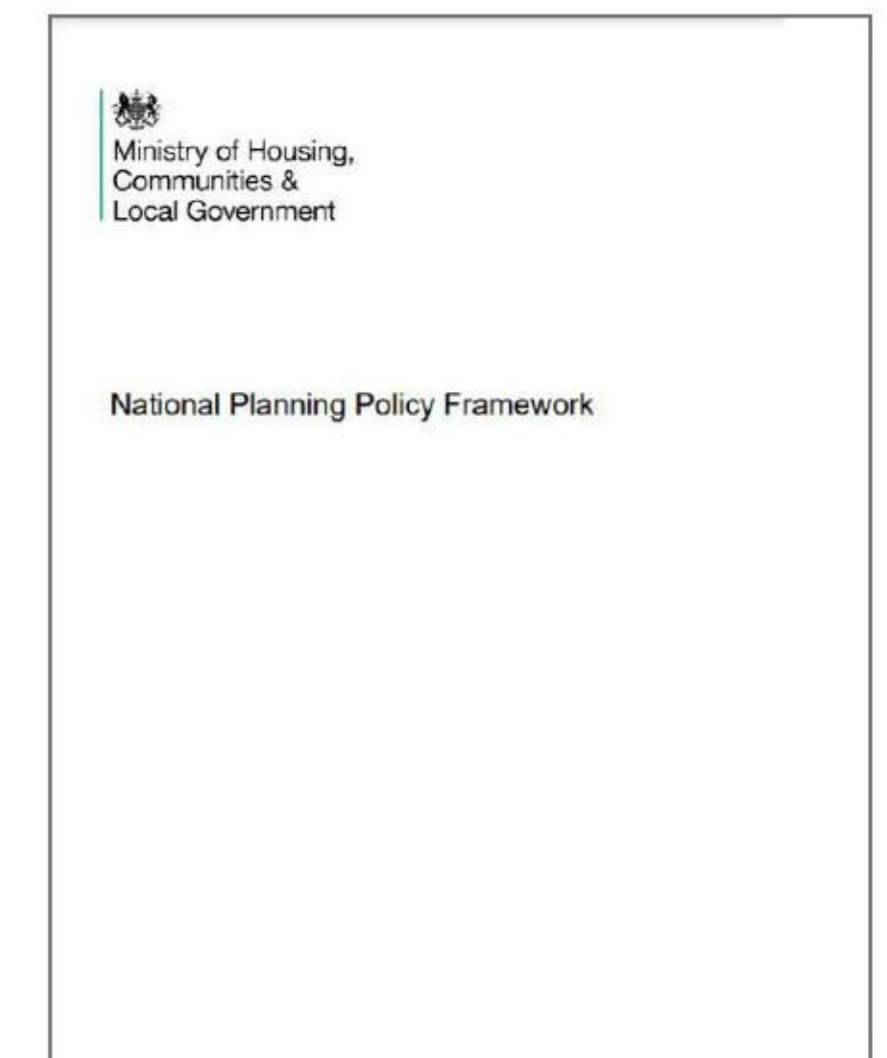 Ministry of Housing,
Communities &
Local Government
National Planning Policy Framework